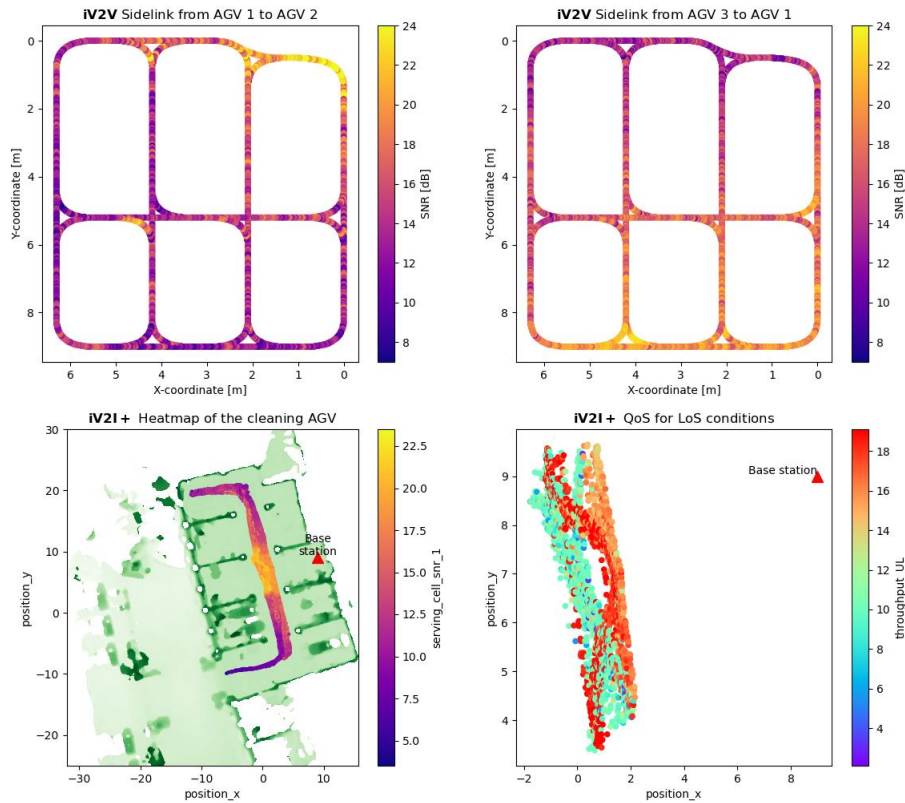 iV2V Sidelink from AGV 1 to AGV 2
0
2
4
6
8
Y-coordinate [m]
6 5 4 3 2 1 0
X-coordinate [m]
24
22
20
18
16
14
12
10
8
SNR [dB]
iV2V Sidelink from AGV 3 to AGV 1
0
2
4
6
8
Y-coordinate [m]
6 5 4 3 2 1 0
X-coordinate [m]
24
22
20
18
16
14
12
10
8
SNR [dB]
iV2I+ Heatmap of the cleaning AGV
30
20
10
0
−10
−20
position_y
Base
station
−30 −20 −10 0 10
position_x
22.5
20.0
17.5
15.0
12.5
10.0
7.5
5.0
serving_cell_snr_1
iV2I+ QoS for LoS conditions
9
8
7
6
5
4
position_y
Base station
−2 0 2 4 6 8
position_x
18
16
14
12
10
8
6
4
throughput_UL